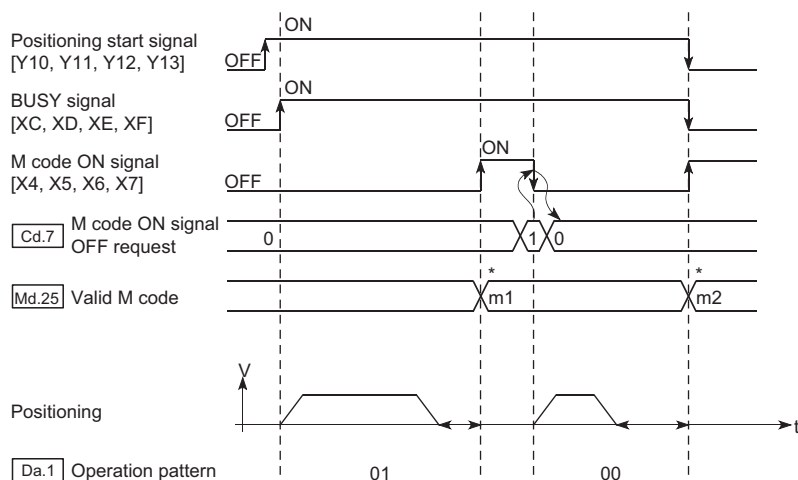 ON
Positioning start signal
[Y10, Y11, Y12, Y13]
OFF
ON
BUSY signal
[XC, XD, XE, XF]
OFF
ON
M code ON signal
[X4, X5, X6, X7]
OFF
Cd.7 M code ON signal
OFF request
0
1
0
* *
Md.25 Valid M code
m1
m2
V
Positioning
t
Da.1 Operation pattern
01
00